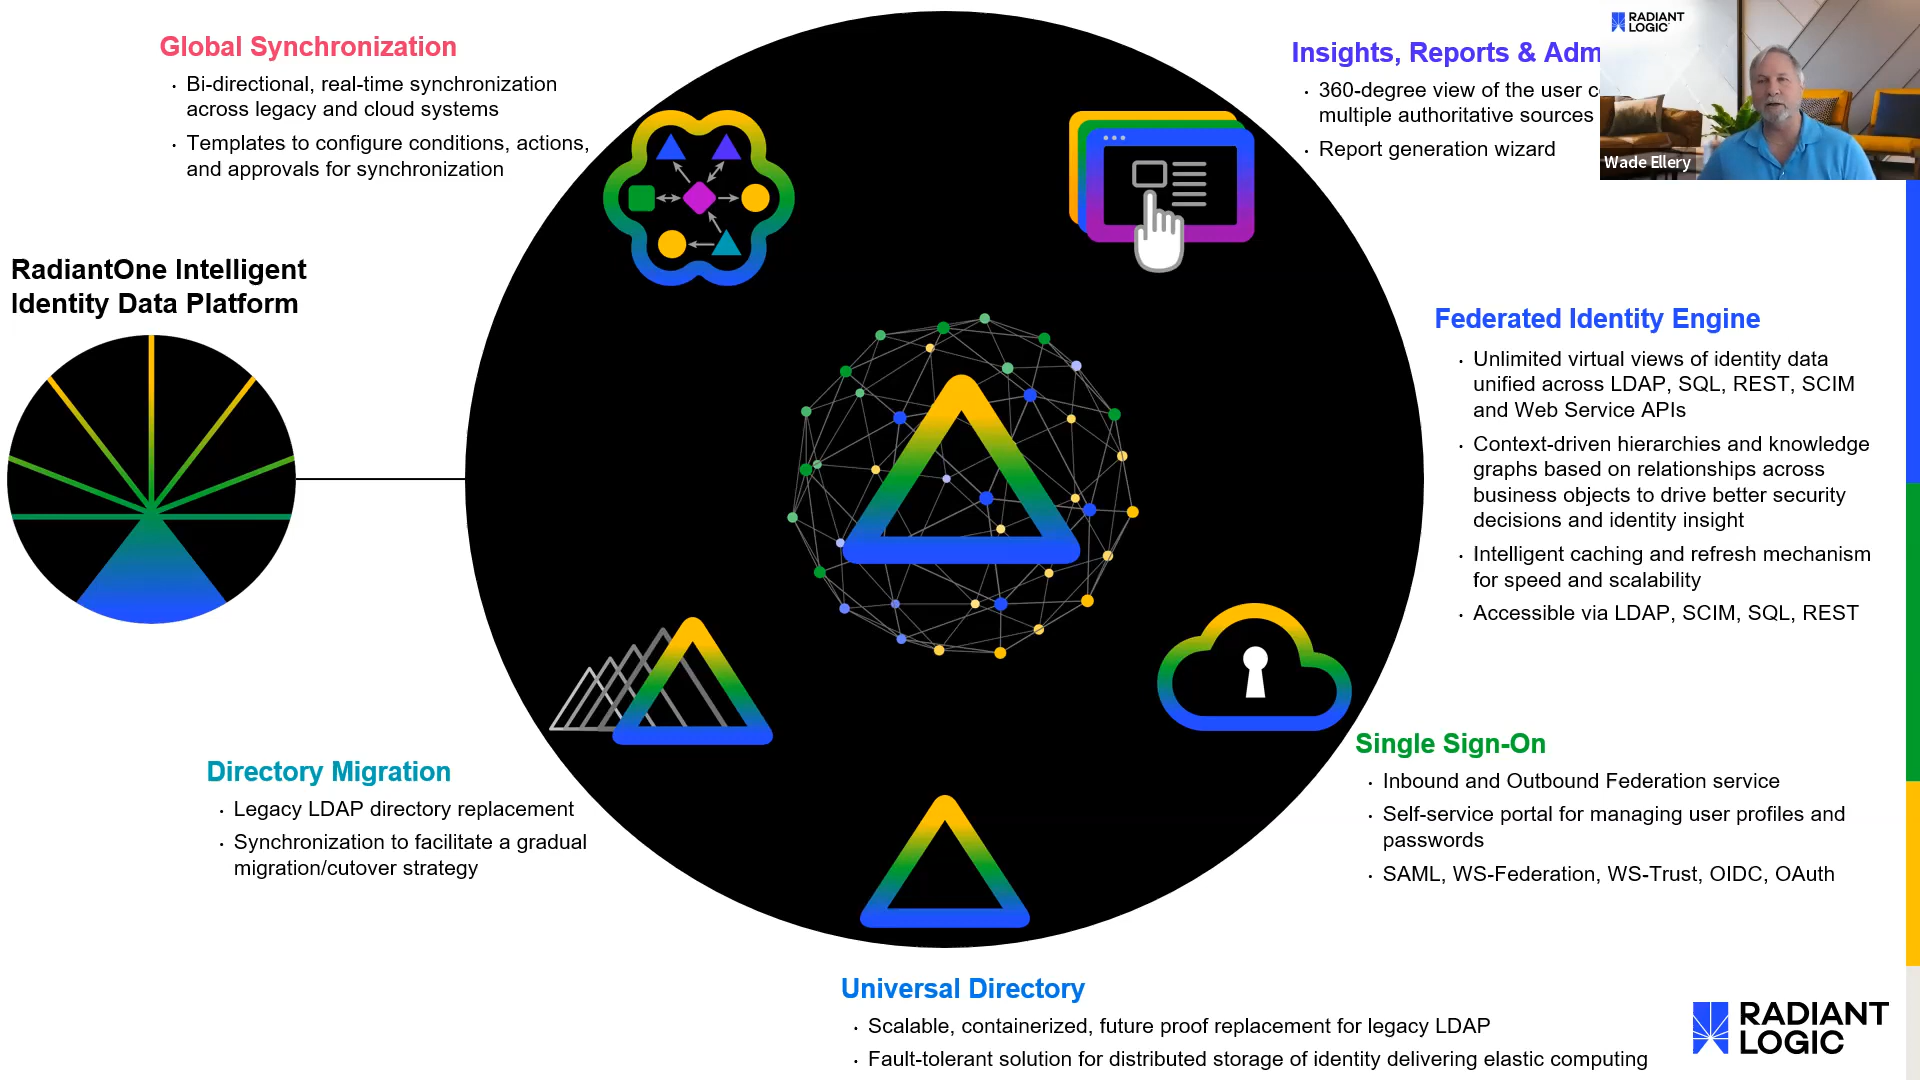 Global Synchronization
· Bi-directional, real-time synchronization
across legacy and cloud systems
· Templates to configure conditions, actions,
and approvals for synchronization
Insights, Reports & Adm
· 360-degree view of the user c
multiple authoritative sources
· Report generation wizard
RADIANT
LOGIC
Wade Ellery
RadiantOne Intelligent
Identity Data Platform
Federated Identity Engine
· Unlimited virtual views of identity data
unified across LDAP, SQL, REST, SCIM
and Web Service APIs
· Context-driven hierarchies and knowledge
graphs based on relationships across
business objects to drive better security
decisions and identity insight
· Intelligent caching and refresh mechanism
for speed and scalability
· Accessible via LDAP, SCIM, SQL, REST
Directory Migration
· Legacy LDAP directory replacement
· Synchronization to facilitate a gradual
migration/cutover strategy
Single Sign-On
· Inbound and Outbound Federation service
· Self-service portal for managing user profiles and
passwords
· SAML, WS-Federation, WS-Trust, OIDC, OAuth
Universal Directory
· Scalable, containerized, future proof replacement for legacy LDAP
· Fault-tolerant solution for distributed storage of identity delivering elastic computing
RADIANT
LOGIC